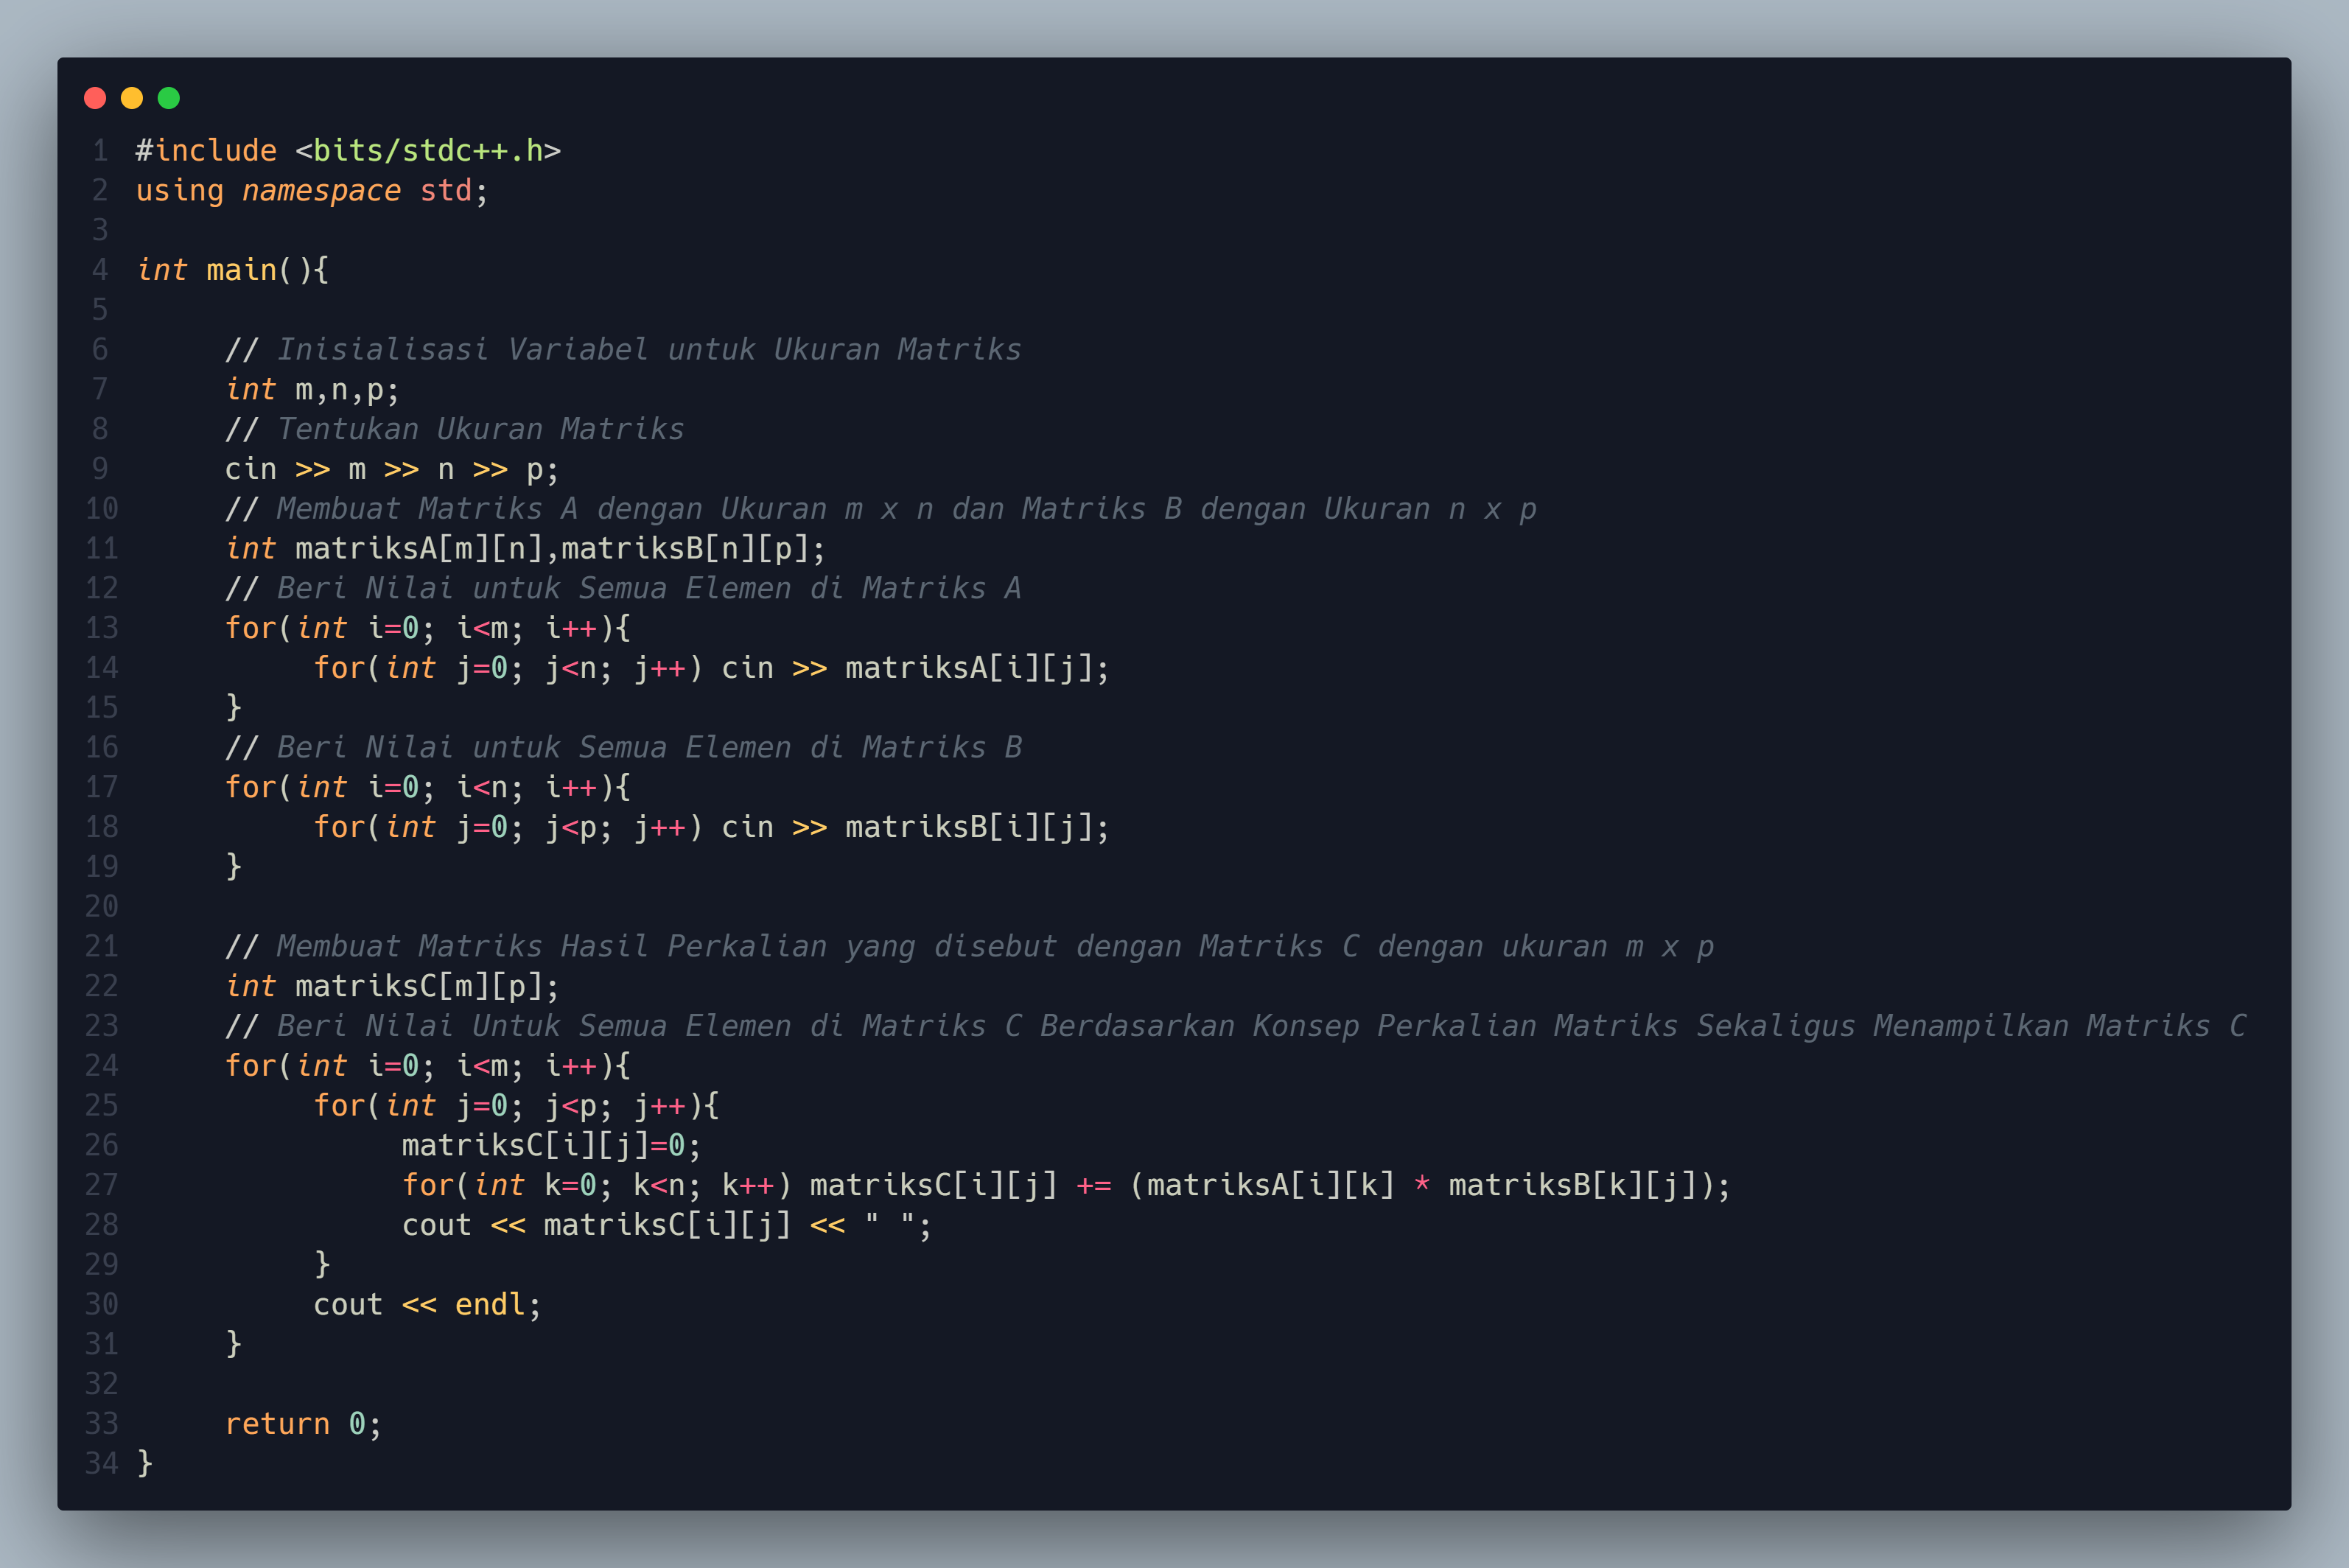 1 #include <bits/stdc++.h>
2 using namespace std;
3
4 int main(){
5
6      // Inisialisasi Variabel untuk Ukuran Matriks
7      int m,n,p;
8      // Tentukan Ukuran Matriks
9      cin >> m >> n >> p;
10      // Membuat Matriks A dengan Ukuran m x n dan Matriks B dengan Ukuran n x p
11      int matriksA[m][n],matriksB[n][p];
12      // Beri Nilai untuk Semua Elemen di Matriks A
13      for(int i=0; i<m; i++){
14           for(int j=0; j<n; j++) cin >> matriksA[i][j];
15      }
16      // Beri Nilai untuk Semua Elemen di Matriks B
17      for(int i=0; i<n; i++){
18           for(int j=0; j<p; j++) cin >> matriksB[i][j];
19      }
20
21      // Membuat Matriks Hasil Perkalian yang disebut dengan Matriks C dengan ukuran m x p
22      int matriksC[m][p];
23      // Beri Nilai Untuk Semua Elemen di Matriks C Berdasarkan Konsep Perkalian Matriks Sekaligus Menampilkan Matriks C
24      for(int i=0; i<m; i++){
25           for(int j=0; j<p; j++){
26                matriksC[i][j]=0;
27                for(int k=0; k<n; k++) matriksC[i][j] += (matriksA[i][k] * matriksB[k][j]);
28                cout << matriksC[i][j] << " ";
29           }
30           cout << endl;
31      }
32
33      return 0;
34 }